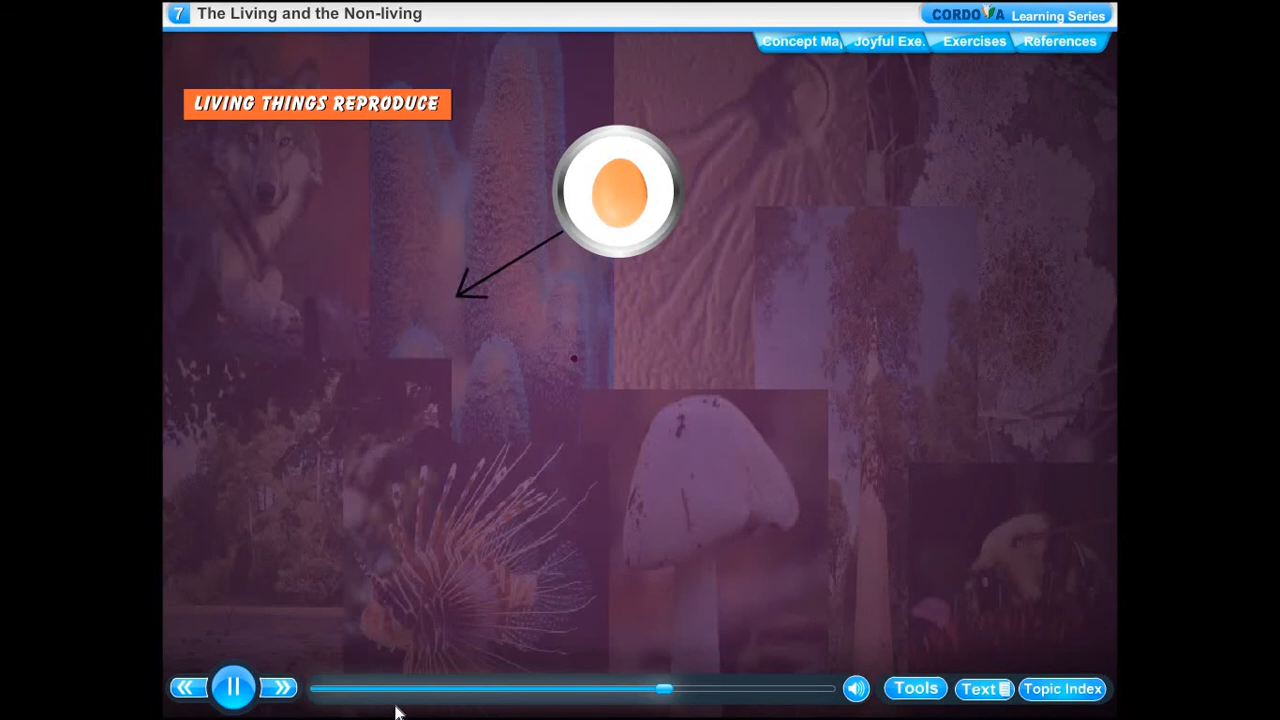 7 The Living and the Non-living
CORDOVA Learning Series
Concept Ma
Joyful Exe.
Exercises
References
LIVING THINGS REPRODUCE
Tools
Text
Topic Index